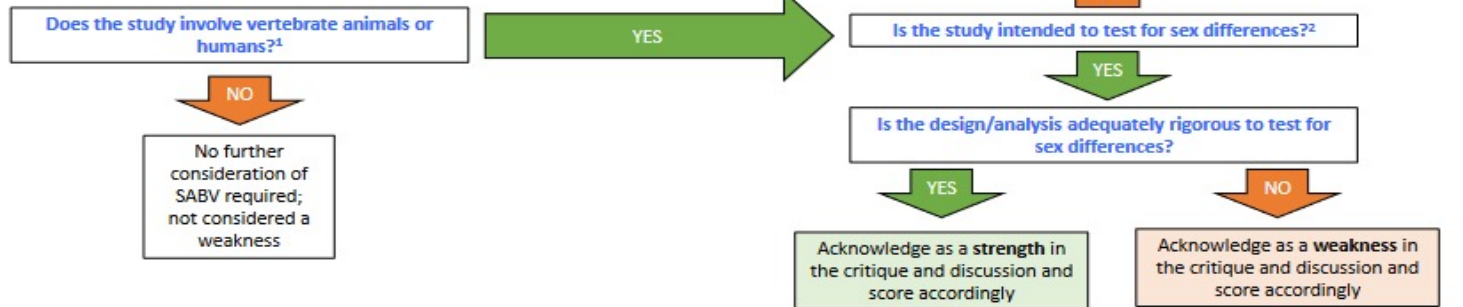 Does the study involve vertebrate animals or
humans?¹
YES
Is the study intended to test for sex differences?²
NO
YES
No further
consideration of
SABV required;
not considered a
weakness
Is the design/analysis adequately rigorous to test for
sex differences?
YES
NO
Acknowledge as a strength in
the critique and discussion and
score accordingly
Acknowledge as a weakness in
the critique and discussion and
score accordingly